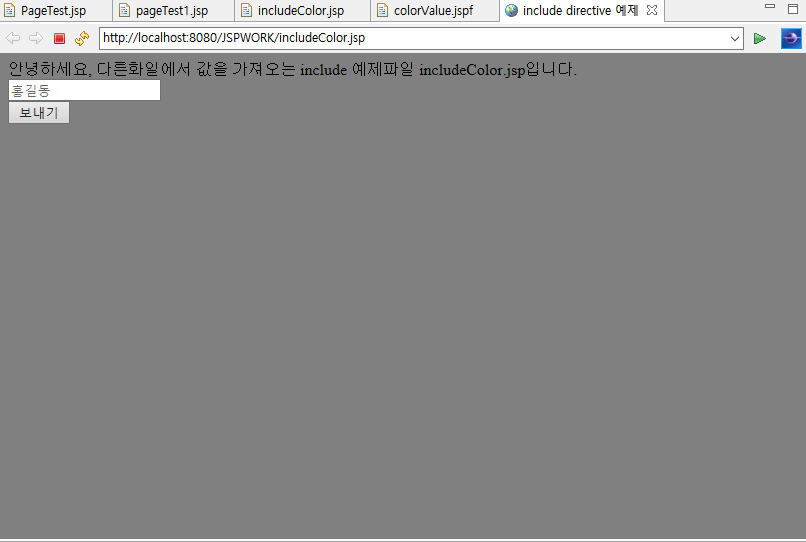 PageTest.jsp pageTest1.jsp includeColor.jsp colorValue.jspf include directive 예제
http://localhost:8080/JSPWORK/includeColor.jsp
안녕하세요, 다른화일에서 값을 가져오는 include 예제파일 includeColor.jsp입니다.
홍길동
보내기